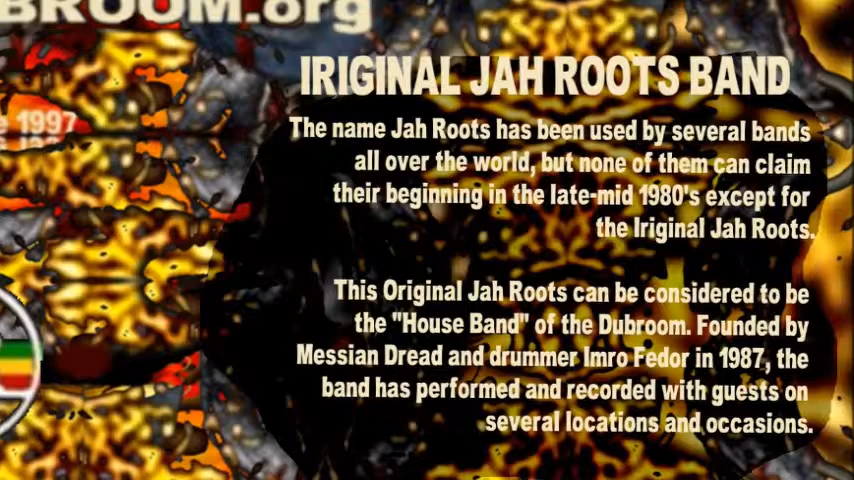 BROOM.org
IRIGINAL JAH ROOTS BAND
e 1997
The name Jah Roots has been used by several bands
all over the world, but none of them can claim
their beginning in the late-mid 1980's except for
the Iriginal Jah Roots.
This Original Jah Roots can be considered to be
the "House Band" of the Dubroom. Founded by
Messian Dread and drummer Imro Fedor in 1987, the
band has performed and recorded with guests on
several locations and occasions.